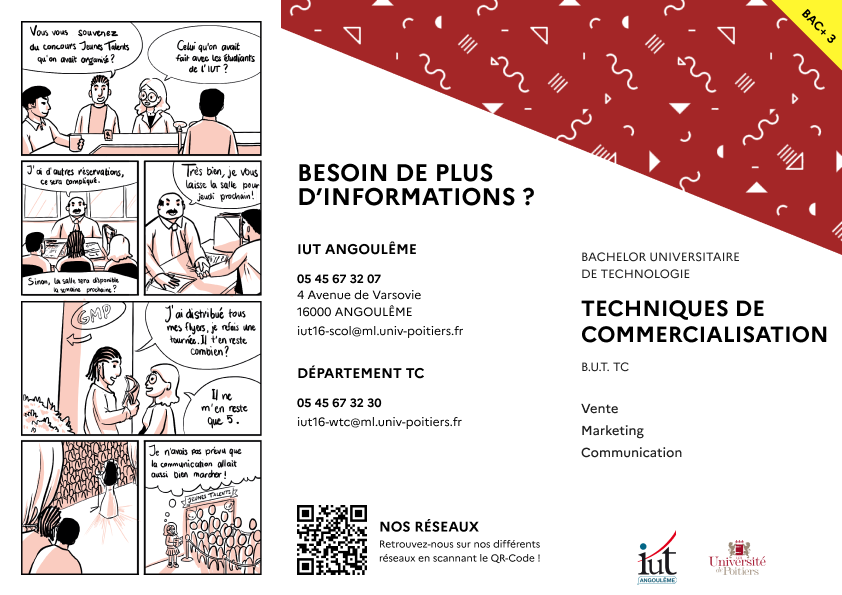 Vous vous souvenez
du concours Jeunes Talents
qu'on avait organisé ?
Celui qu'on avait
fait avec les étudiants
de l'IUT ?
J'ai d'autres réservations,
ce sera compliqué.
Sinon, la salle sera disponible
la semaine prochaine ?
Très bien, je vous
laisse la salle pour
jeudi prochain !
GMP
J'ai distribué tous
mes flyers, je refais une
tournée. Il t'en reste
combien ?
Il ne
m'en reste
que 5.
Je n'avais pas prévu que
la communication allait
aussi bien marcher !
JEUNES TALENTS
BESOIN DE PLUS
D'INFORMATIONS ?
IUT ANGOULÊME
05 45 67 32 07
4 Avenue de Varsovie
16000 ANGOULÊME
iut16-scol@ml.univ-poitiers.fr
DÉPARTEMENT TC
05 45 67 32 30
iut16-wtc@ml.univ-poitiers.fr
NOS RÉSEAUX
Retrouvez-nous sur nos différents
réseaux en scannant le QR-Code !
BAC+ 3
BACHELOR UNIVERSITAIRE
DE TECHNOLOGIE
TECHNIQUES DE
COMMERCIALISATION
B.U.T. TC
Vente
Marketing
Communication
iut
ANGOULÊME
Université
de Poitiers